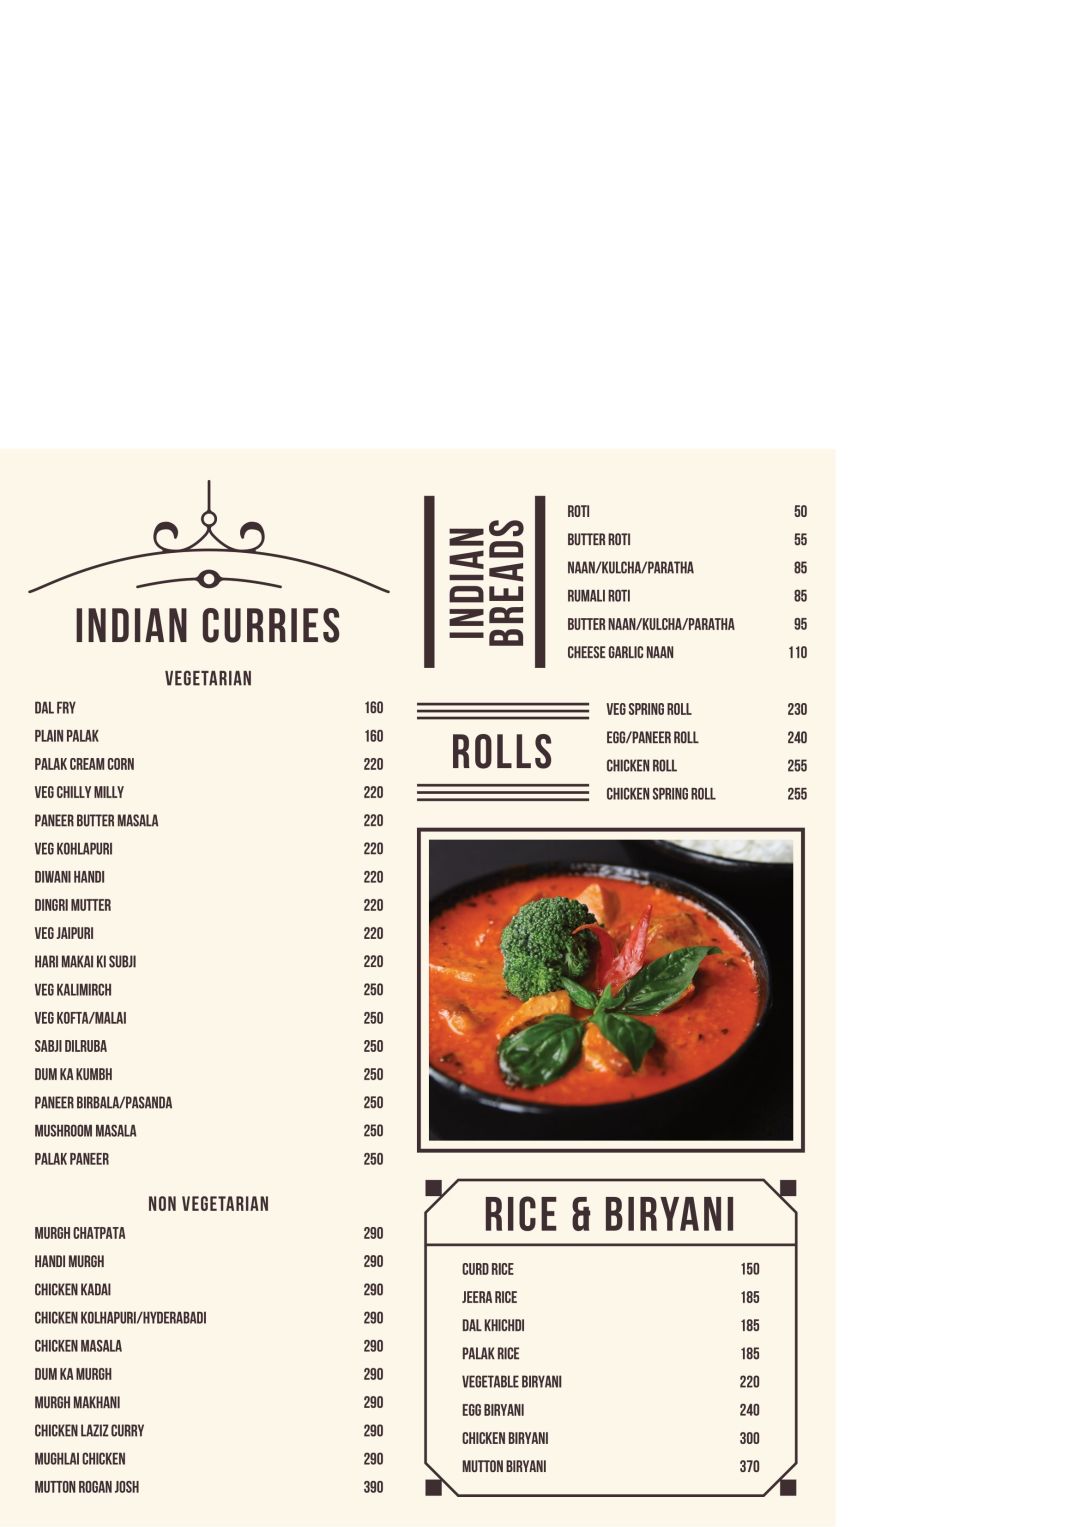 INDIAN CURRIES
VEGETARIAN
DAL FRY 160
PLAIN PALAK 160
PALAK CREAM CORN 220
VEG CHILLY MILLY 220
PANEER BUTTER MASALA 220
VEG KOHLAPURI 220
DIWANI HANDI 220
DINGRI MUTTER 220
VEG JAIPURI 220
HARI MAKAI KI SUBJI 220
VEG KALIMIRCH 250
VEG KOFTA/MALAI 250
SABJI DILRUBA 250
DUM KA KUMBH 250
PANEER BIRBALA/PASANDA 250
MUSHROOM MASALA 250
PALAK PANEER 250
NON VEGETARIAN
MURGH CHATPATA 290
HANDI MURGH 290
CHICKEN KADAI 290
CHICKEN KOLHAPURI/HYDERABADI 290
CHICKEN MASALA 290
DUM KA MURGH 290
MURGH MAKHANI 290
CHICKEN LAZIZ CURRY 290
MUGHLAI CHICKEN 290
MUTTON ROGAN JOSH 390
INDIAN
BREADS
ROTI 50
BUTTER ROTI 55
NAAN/KULCHA/PARATHA 85
RUMALI ROTI 85
BUTTER NAAN/KULCHA/PARATHA 95
CHEESE GARLIC NAAN 110
ROLLS
VEG SPRING ROLL 230
EGG/PANEER ROLL 240
CHICKEN ROLL 255
CHICKEN SPRING ROLL 255
RICE & BIRYANI
CURD RICE 150
JEERA RICE 185
DAL KHICHDI 185
PALAK RICE 185
VEGETABLE BIRYANI 220
EGG BIRYANI 240
CHICKEN BIRYANI 300
MUTTON BIRYANI 370